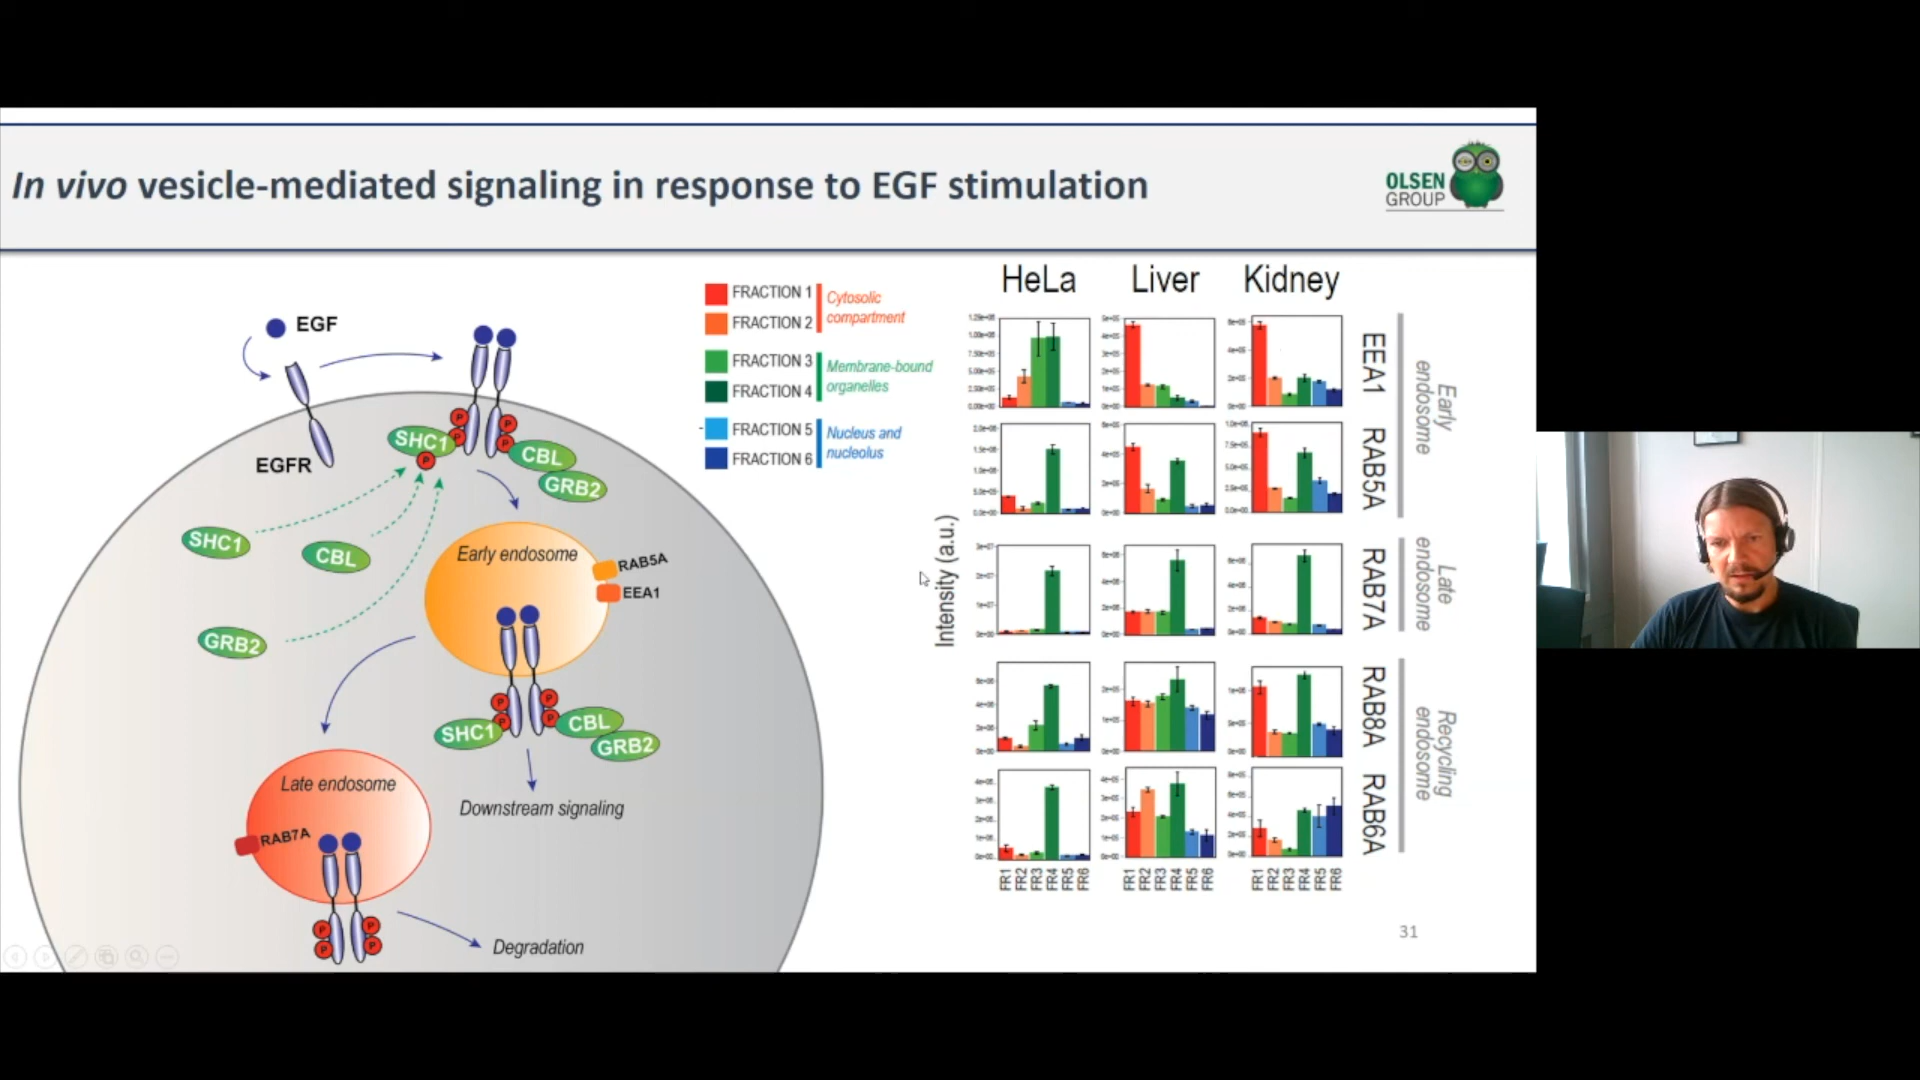 In vivo vesicle-mediated signaling in response to EGF stimulation
OLSEN
GROUP
EGF
EGFR
SHC1
P
P
P
P
P
CBL
GRB2
SHC1
CBL
GRB2
Early endosome
RAB5A
EEA1
P
P
P
P
SHC1
CBL
GRB2
Downstream signaling
Late endosome
RAB7A
P
P
P
P
Degradation
FRACTION 1
FRACTION 2
Cytosolic
compartment
FRACTION 3
FRACTION 4
Membrane-bound
organelles
FRACTION 5
FRACTION 6
Nucleus and
nucleolus
HeLa
Liver
Kidney
Intensity (a.u.)
EEA1
RAB5A
Early
endosome
RAB7A
Late
endosome
RAB8A
RAB6A
Recycling
endosome
FR1 FR2 FR3 FR4 FR5 FR6
FR1 FR2 FR3 FR4 FR5 FR6
FR1 FR2 FR3 FR4 FR5 FR6
31